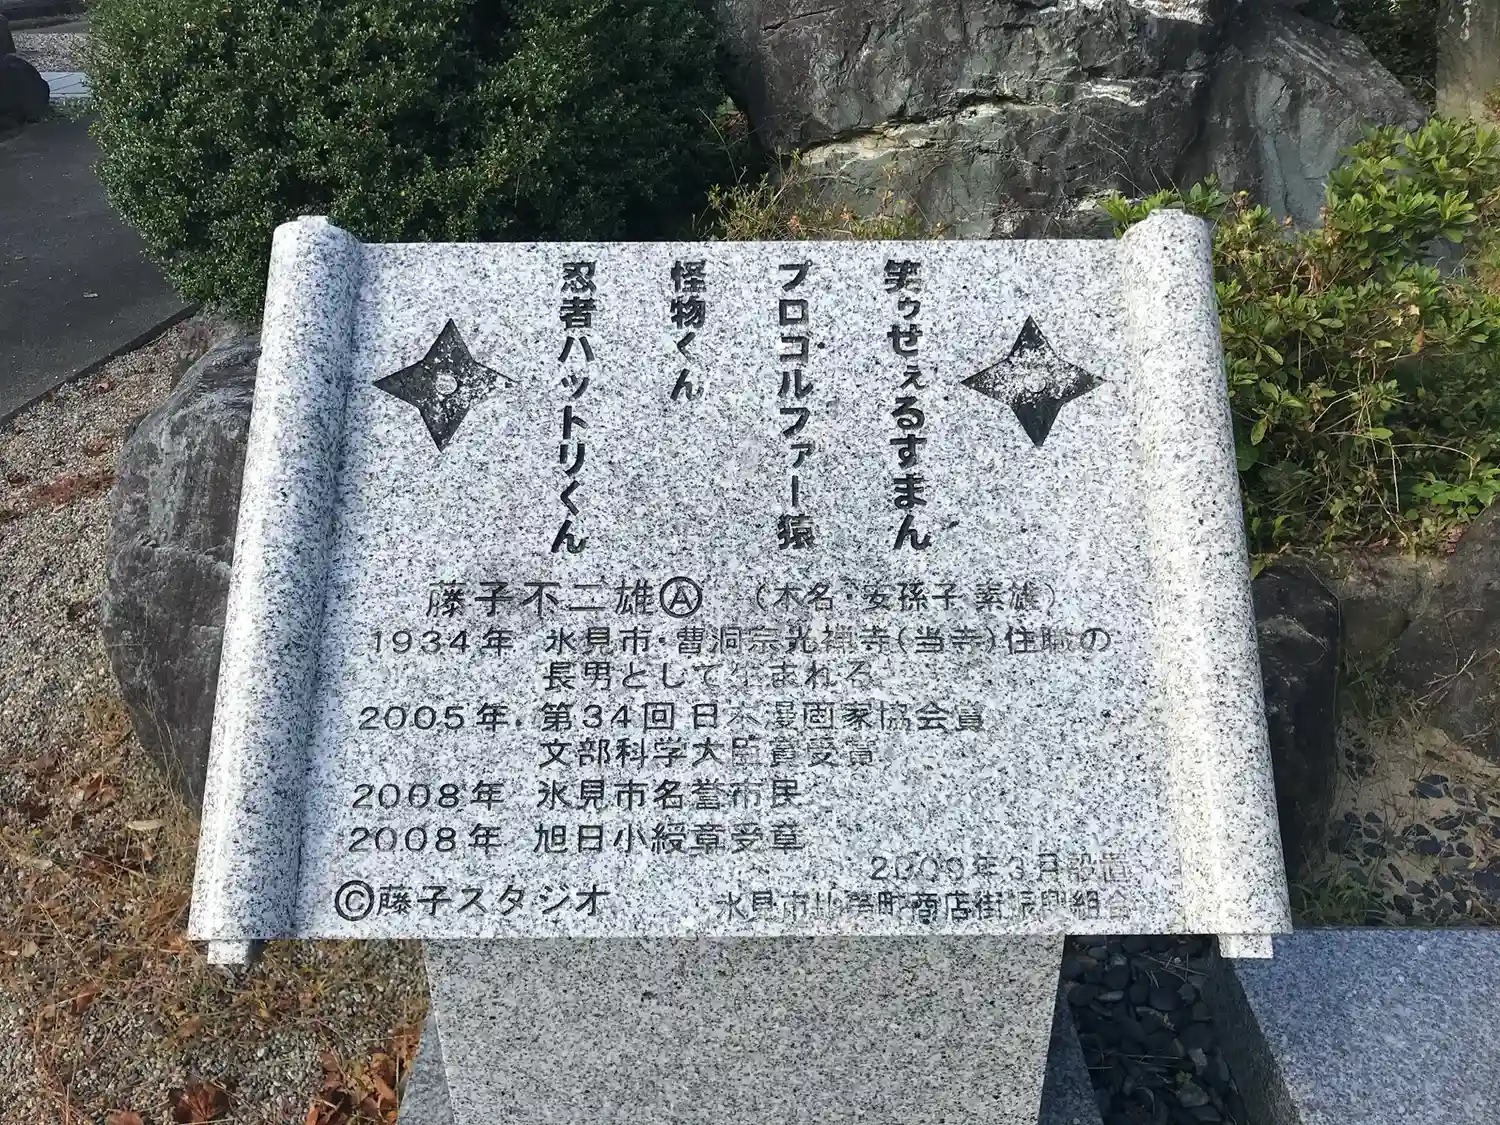 笑ゥせぇるすまん
プロゴルファー猿
怪物くん
忍者ハットリくん
藤子不二雄Ⓐ (本名・安孫子 素雄)
1934年 氷見市・曹洞宗光禅寺(当寺)住職の
長男として生まれる
2005年. 第34回 日本漫画家協会賞
文部科学大臣賞受賞
2008年 氷見市名誉市民
2008年 旭日小綬章受章
2009年3月設置
©藤子スタジオ
氷見市比美町商店街振興組合